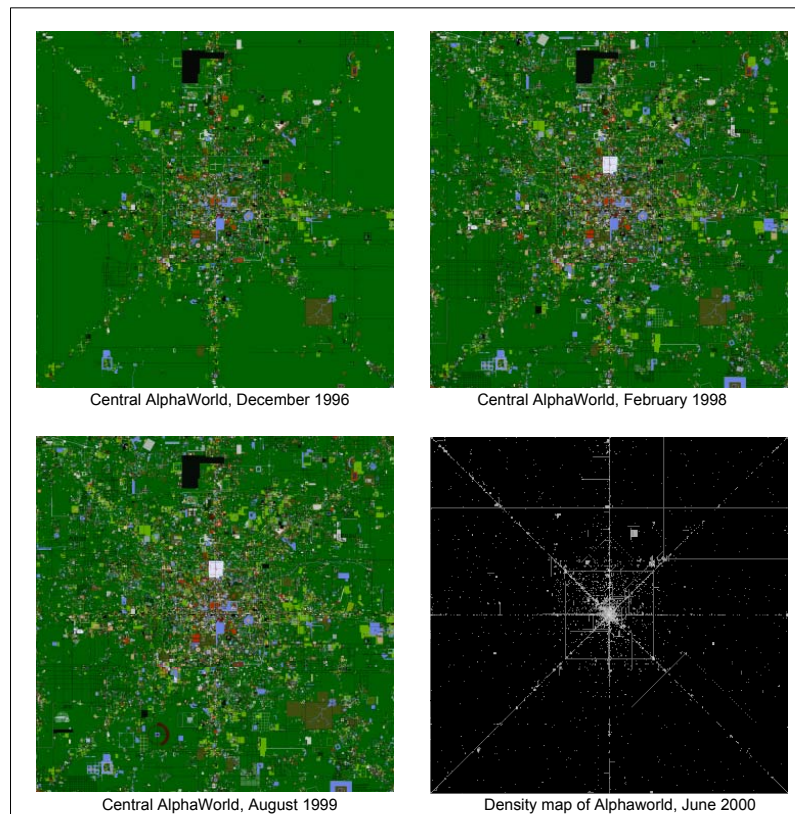 Central AlphaWorld, December 1996
Central AlphaWorld, February 1998
Central AlphaWorld, August 1999
Density map of Alphaworld, June 2000